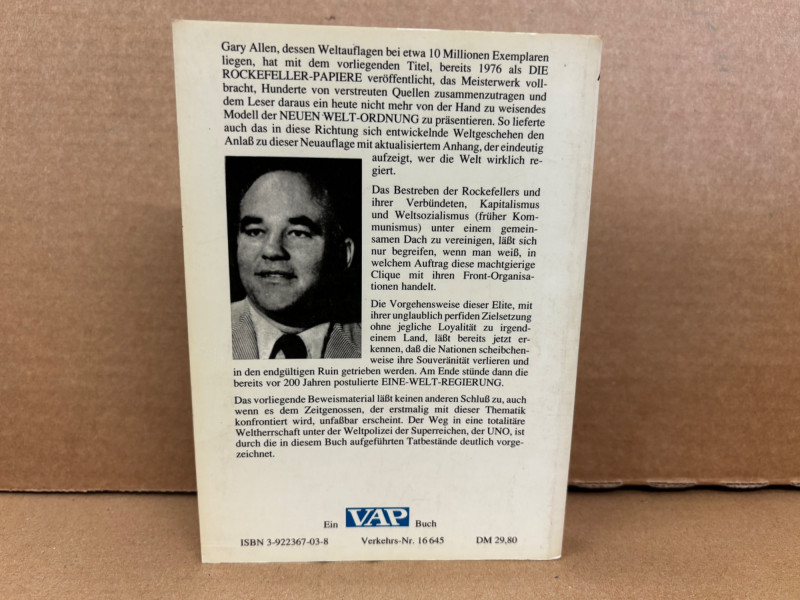 Gary Allen, dessen Weltauflagen bei etwa 10 Millionen Exemplaren
liegen, hat mit dem vorliegenden Titel, bereits 1976 als DIE
ROCKEFELLER-PAPIERE veröffentlicht, das Meisterwerk voll-
bracht, Hunderte von verstreuten Quellen zusammenzutragen und
dem Leser daraus ein heute nicht mehr von der Hand zu weisendes
Modell der NEUEN WELT-ORDNUNG zu präsentieren. So lieferte
auch das in diese Richtung sich entwickelnde Weltgeschehen den
Anlaß zu dieser Neuauflage mit aktualisiertem Anhang, der eindeutig
aufzeigt, wer die Welt wirklich re-
giert.
Das Bestreben der Rockefellers und
ihrer Verbündeten, Kapitalismus
und Weltsozialismus (früher Kom-
munismus) unter einem gemein-
samen Dach zu vereinigen, läßt sich
nur begreifen, wenn man weiß, in
welchem Auftrag diese machtgierige
Clique mit ihren Front-Organisa-
tionen handelt.
Die Vorgehensweise dieser Elite, mit
ihrer unglaublich perfiden Zielsetzung
ohne jegliche Loyalität zu irgend-
einem Land, läßt bereits jetzt er-
kennen, daß die Nationen scheibchen-
weise ihre Souveränität verlieren und
in den endgültigen Ruin getrieben werden. Am Ende stünde dann die
bereits vor 200 Jahren postulierte EINE-WELT-REGIERUNG.
Das vorliegende Beweismaterial läßt keinen anderen Schluß zu, auch
wenn es dem Zeitgenossen, der erstmalig mit dieser Thematik
konfrontiert wird, unfaßbar erscheint. Der Weg in eine totalitäre
Weltherrschaft unter der Weltpolizei der Superreichen, der UNO, ist
durch die in diesem Buch aufgeführten Tatbestände deutlich vorge-
zeichnet.
Ein VAP Buch
ISBN 3-922367-03-8 Verkehrs-Nr. 16645 DM 29,80